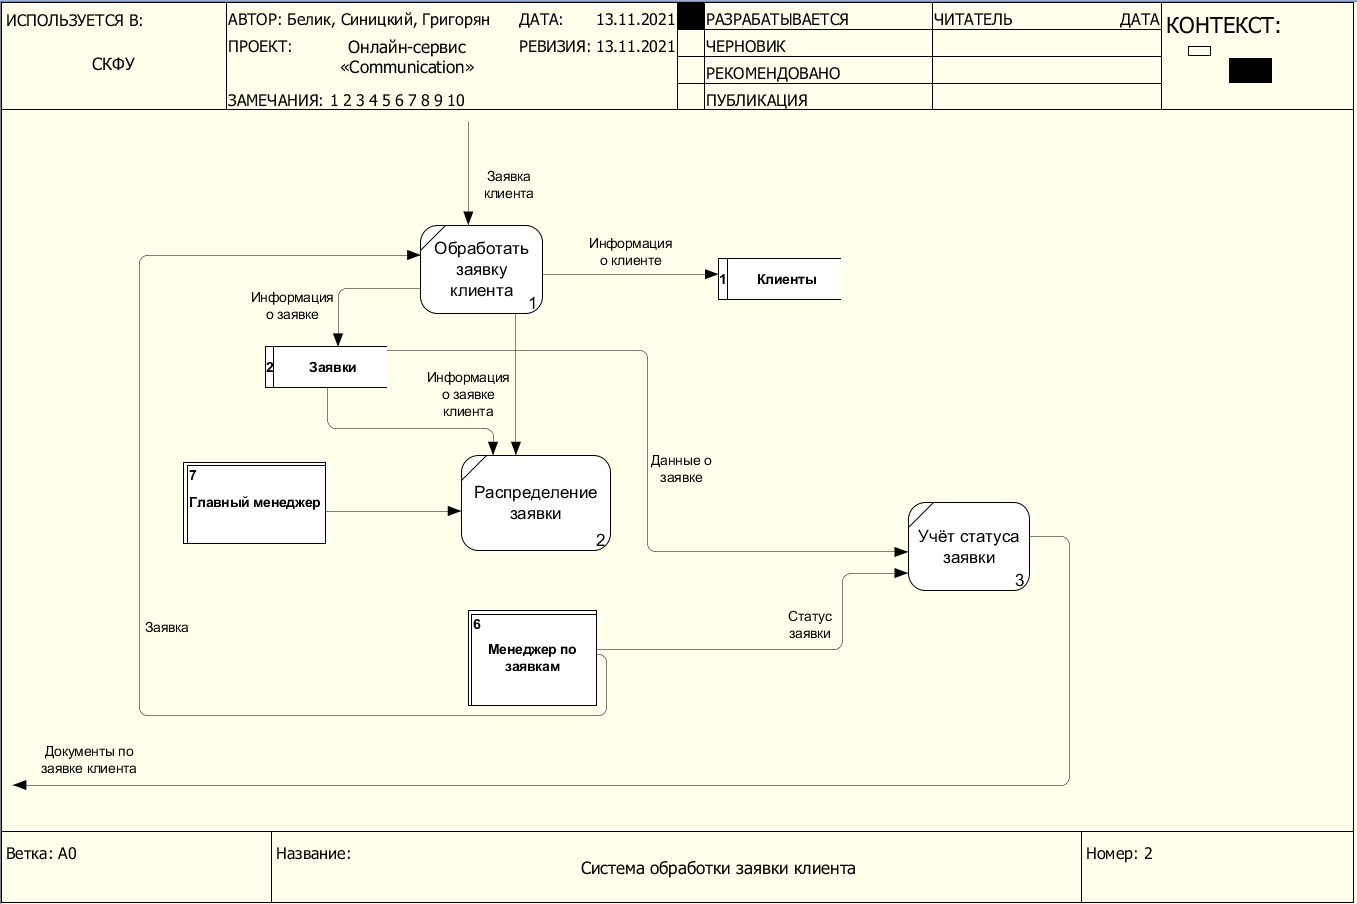 ИСПОЛЬЗУЕТСЯ В:
СКФУ
АВТОР: Белик, Синицкий, Григорян
ДАТА: 13.11.2021
ПРОЕКТ: Онлайн-сервис
«Communication»
РЕВИЗИЯ: 13.11.2021
ЗАМЕЧАНИЯ: 1 2 3 4 5 6 7 8 9 10
РАЗРАБАТЫВАЕТСЯ
ЧЕРНОВИК
РЕКОМЕНДОВАНО
ПУБЛИКАЦИЯ
ЧИТАТЕЛЬ
ДАТА
КОНТЕКСТ:
Заявка
клиента
Обработать
заявку
клиента
1
Информация
о клиенте
1
Клиенты
Информация
о заявке
2
Заявки
Информация
о заявке
клиента
7
Главный менеджер
Распределение
заявки
2
Данные о
заявке
Учёт статуса
заявки
3
Статус
заявки
6
Менеджер по
заявкам
Заявка
Документы по
заявке клиента
Ветка: A0
Название:
Система обработки заявки клиента
Номер: 2